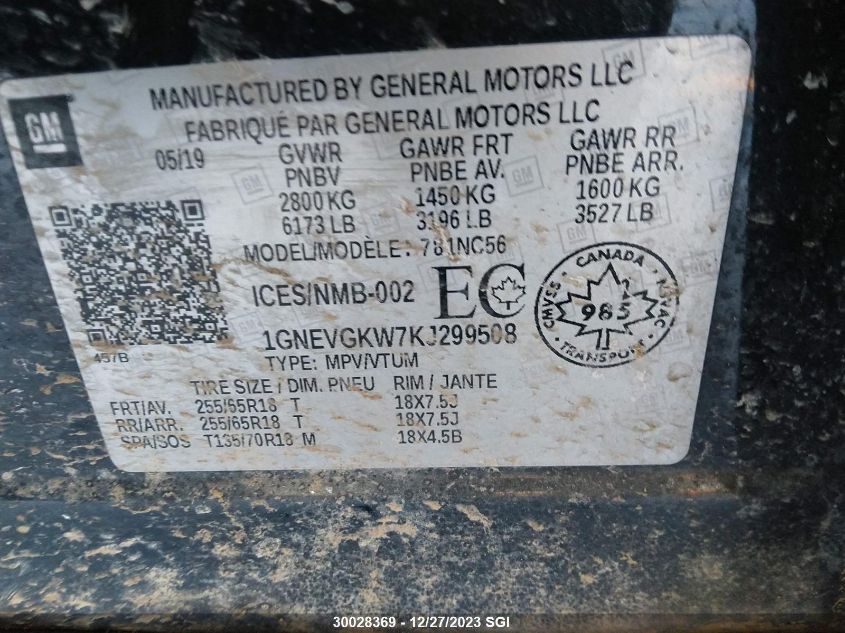 GM
MANUFACTURED BY GENERAL MOTORS LLC
FABRIQUÉ PAR GENERAL MOTORS LLC
05/19 GVWR GAWR FRT GAWR RR
PNBV PNBE AV. PNBE ARR.
2800 KG 1450 KG 1600 KG
6173 LB 3196 LB 3527 LB
MODEL/MODÈLE: 781NC56
ICES/NMB-002 EC
CANADA
CMVSS 985 NSVAC
TRANSPORT
457B
1GNEVGKW7KJ299508
TYPE: MPV/VTUM
TIRE SIZE / DIM. PNEU RIM / JANTE
FRT/AV. 255/65R18 T 18X7.5J
RR/ARR. 255/65R18 T 18X7.5J
SPA/SOS T135/70R18 M 18X4.5B
30028369 | 12/27/2023 SGI